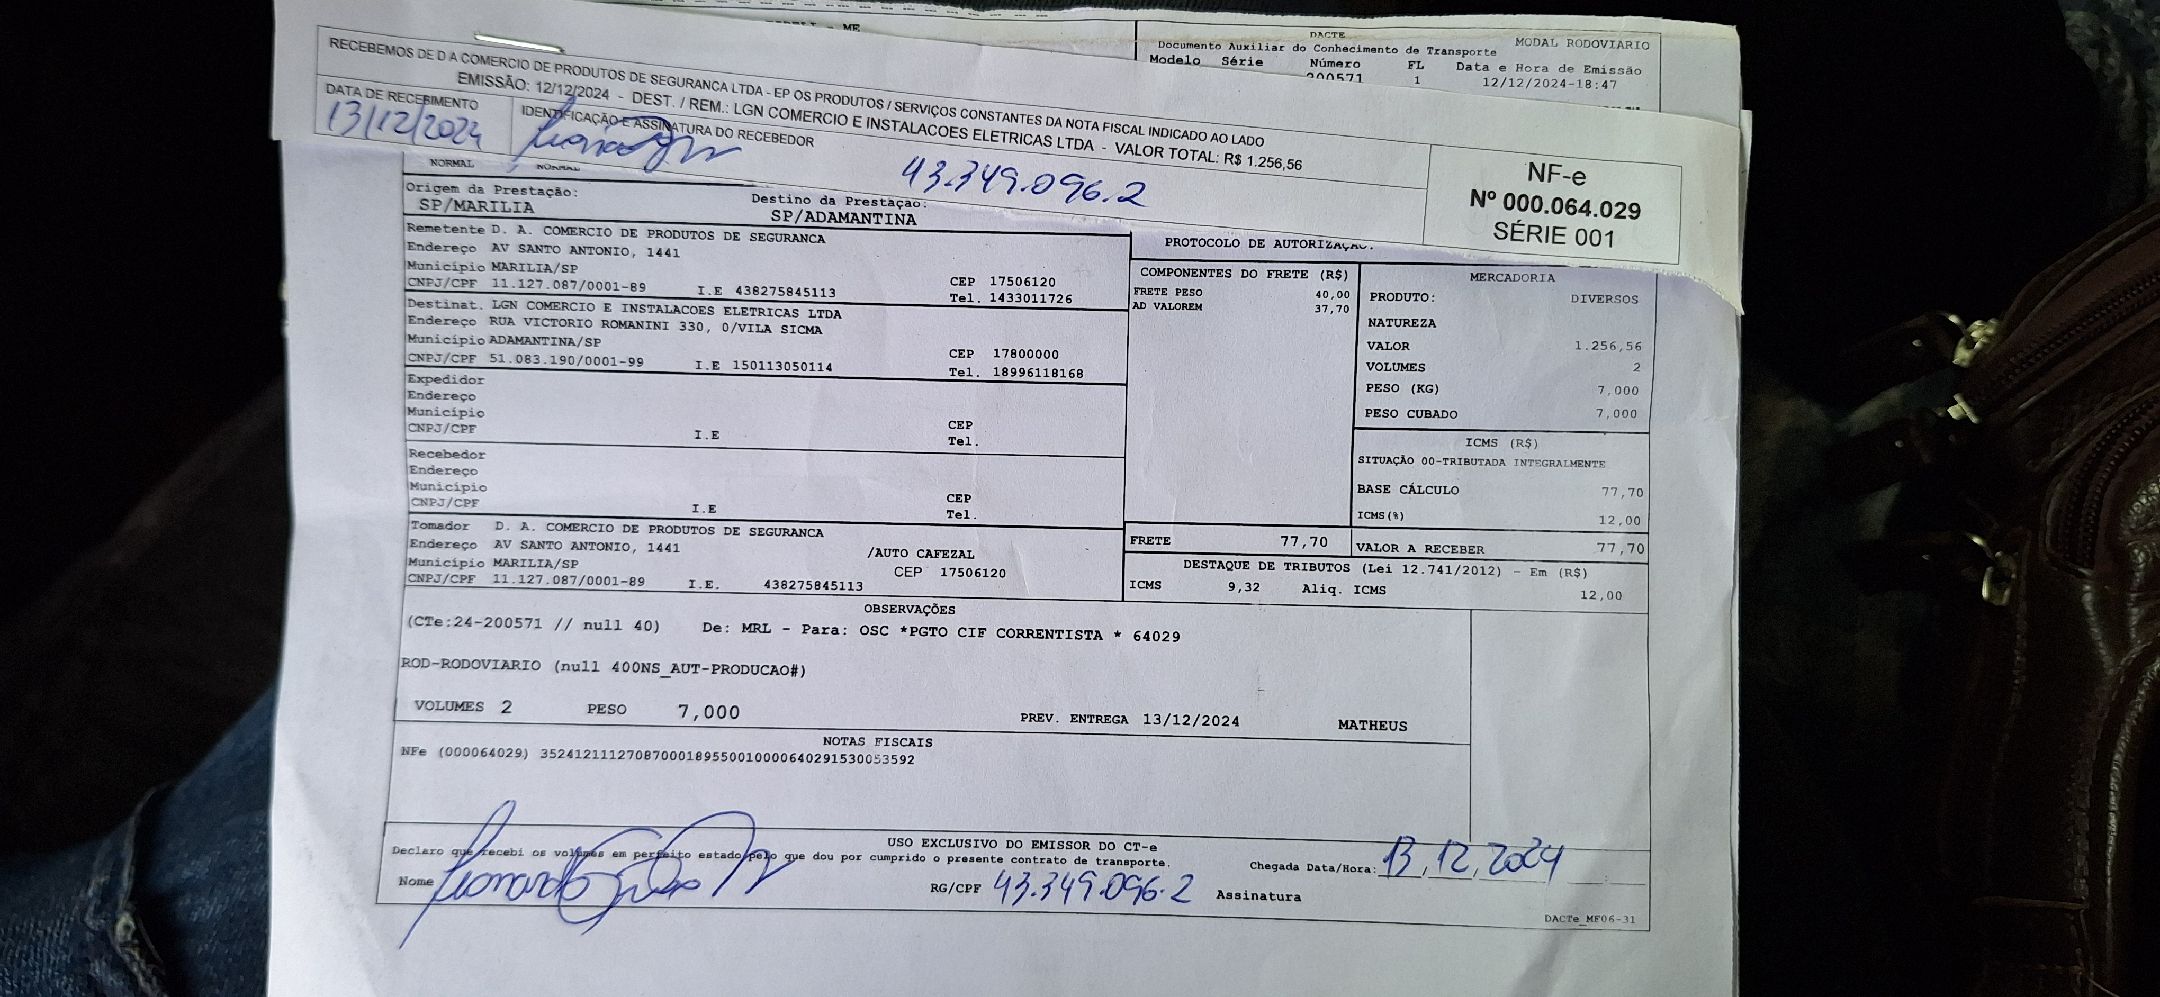 ME
DACTE
Documento Auxiliar do Conhecimento de Transporte
MODAL RODOVIARIO
Modelo Série Número FL Data e Hora de Emissão
200571 1 12/12/2024-18:47
RECEBEMOS DE D A COMERCIO DE PRODUTOS DE SEGURANCA LTDA - EP OS PRODUTOS / SERVIÇOS CONSTANTES DA NOTA FISCAL INDICADO AO LADO
EMISSÃO: 12/12/2024 - DEST. / REM.: LGN COMERCIO E INSTALACOES ELETRICAS LTDA - VALOR TOTAL: R$ 1.256,56
DATA DE RECEBIMENTO
13/12/2024
IDENTIFICAÇÃO E ASSINATURA DO RECEBEDOR
43.349.096.2
NF-e
Nº 000.064.029
SÉRIE 001
NORMAL NORMAL
Origem da Prestação:
SP/MARILIA
Destino da Prestação:
SP/ADAMANTINA
PROTOCOLO DE AUTORIZAÇÃO:
Remetente D. A. COMERCIO DE PRODUTOS DE SEGURANCA
Endereço AV SANTO ANTONIO, 1441
Município MARILIA/SP CEP 17506120
CNPJ/CPF 11.127.087/0001-89 I.E 438275845113 Tel. 1433011726
Destinat. LGN COMERCIO E INSTALACOES ELETRICAS LTDA
Endereço RUA VICTORIO ROMANINI 330, 0/VILA SICMA
Município ADAMANTINA/SP CEP 17800000
CNPJ/CPF 51.083.190/0001-99 I.E 150113050114 Tel. 18996118168
Expedidor
Endereço
Município CEP
CNPJ/CPF I.E Tel.
Recebedor
Endereço
Município CEP
CNPJ/CPF I.E Tel.
Tomador D. A. COMERCIO DE PRODUTOS DE SEGURANCA
Endereço AV SANTO ANTONIO, 1441 /AUTO CAFEZAL
Município MARILIA/SP CEP 17506120
CNPJ/CPF 11.127.087/0001-89 I.E. 438275845113
COMPONENTES DO FRETE (R$)
FRETE PESO 40,00
AD VALOREM 37,70
MERCADORIA
PRODUTO: DIVERSOS
NATUREZA
VALOR 1.256,56
VOLUMES 2
PESO (KG) 7,000
PESO CUBADO 7,000
ICMS (R$)
SITUAÇÃO 00-TRIBUTADA INTEGRALMENTE
BASE CÁLCULO 77,70
ICMS(%) 12,00
FRETE 77,70 VALOR A RECEBER 77,70
DESTAQUE DE TRIBUTOS (Lei 12.741/2012) - Em (R$)
ICMS 9,32 Aliq. ICMS 12,00
OBSERVAÇÕES
(CTe:24-200571 // null 40) De: MRL - Para: OSC *PGTO CIF CORRENTISTA * 64029
ROD-RODOVIARIO (null 400NS_AUT-PRODUCAO#)
VOLUMES 2 PESO 7,000 PREV. ENTREGA 13/12/2024 MATHEUS
NOTAS FISCAIS
NFe (000064029) 35241211127087000189550010000640291530053592
USO EXCLUSIVO DO EMISSOR DO CT-e
Declaro que recebi os volumes em perfeito estado pelo que dou por cumprido o presente contrato de transporte.
Chegada Data/Hora: 13,12,2024
Nome RG/CPF 43.349.096.2 Assinatura
DACTe_MF06-31